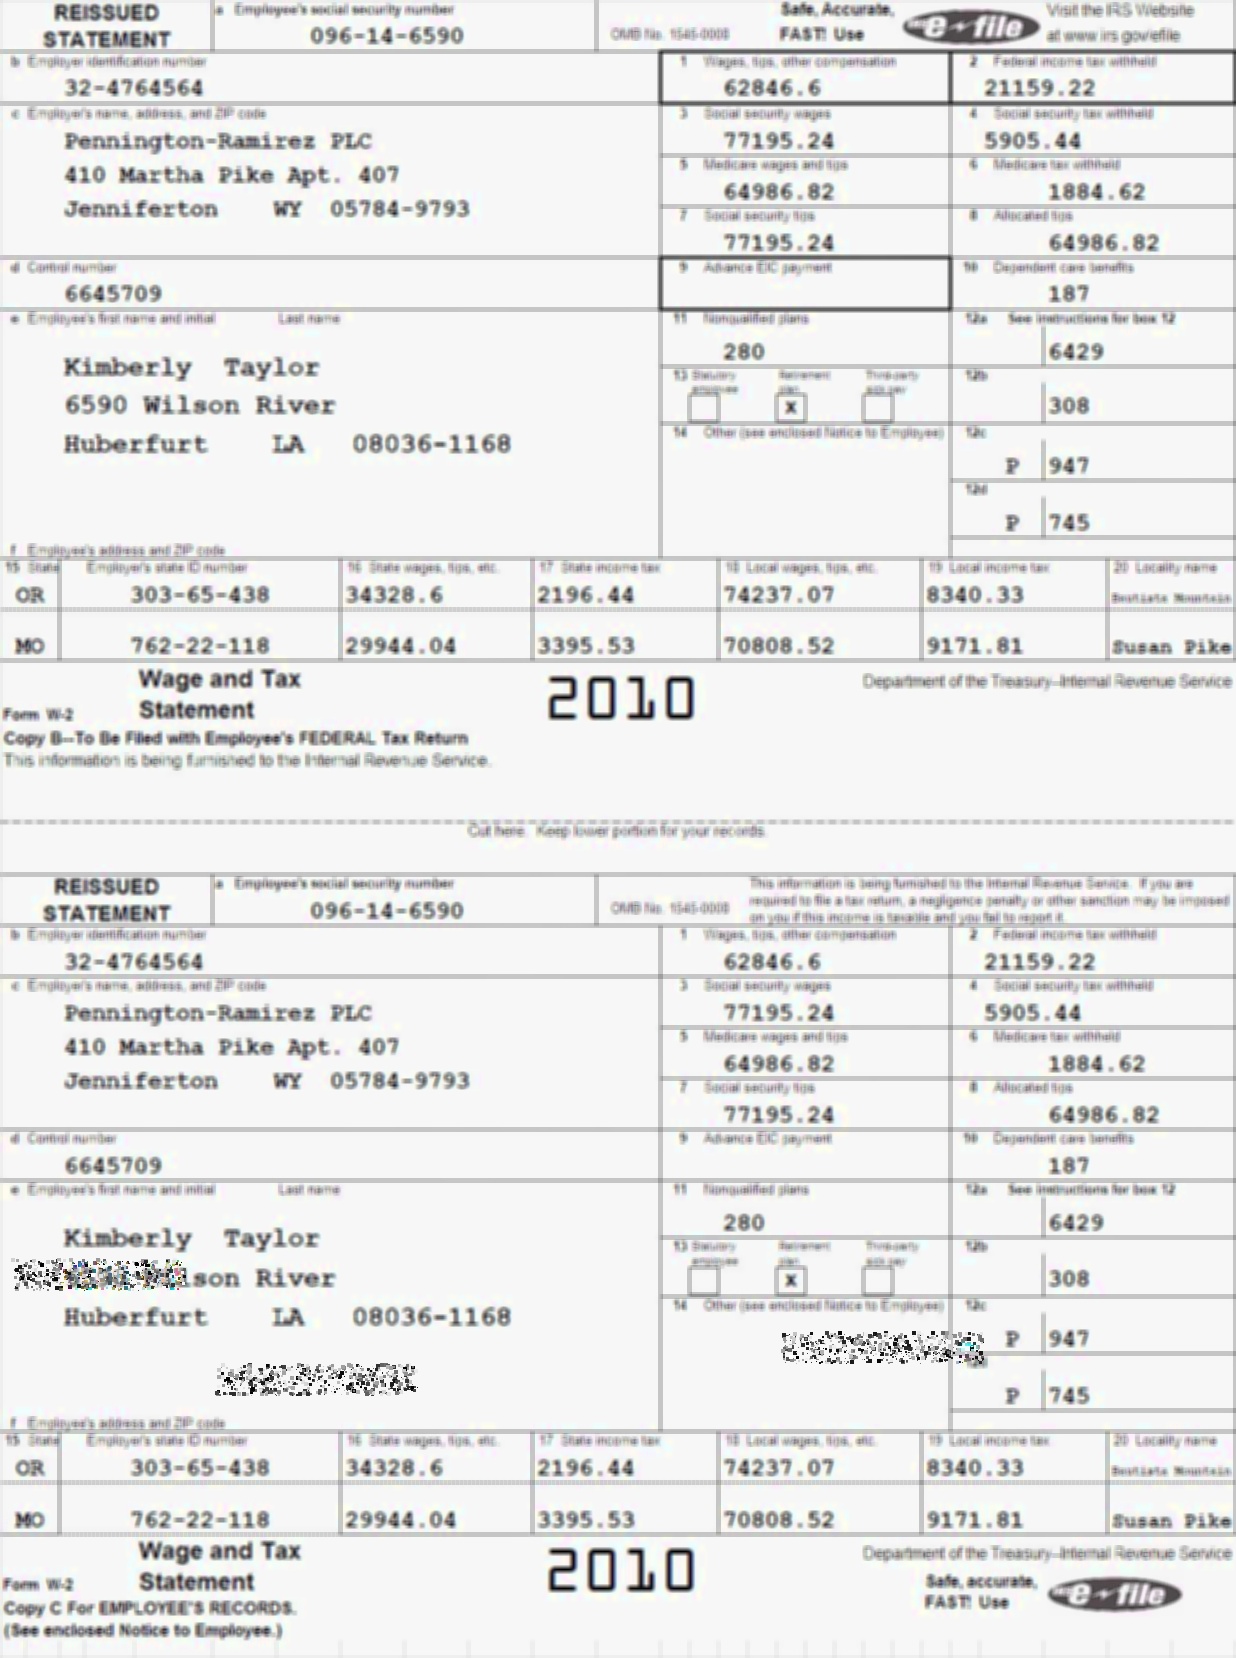 REISSUED STATEMENT
a Employee's social security number
096-14-6590
OMB No. 1545-0008
Safe, Accurate, FAST! Use
e-file
Visit the IRS Website at www.irs.gov/efile
b Employer identification number
32-4764564
1 Wages, tips, other compensation
62846.6
2 Federal income tax withheld
21159.22
c Employer's name, address, and ZIP code
Pennington-Ramirez PLC
410 Martha Pike Apt. 407
Jenniferton WY 05784-9793
3 Social security wages
77195.24
4 Social security tax withheld
5905.44
5 Medicare wages and tips
64986.82
6 Medicare tax withheld
1884.62
7 Social security tips
77195.24
8 Allocated tips
64986.82
d Control number
6645709
9 Advance EIC payment
10 Dependent care benefits
187
e Employee's first name and initial Last name
Kimberly Taylor
6590 Wilson River
Huberfurt LA 08036-1168
11 Nonqualified plans
280
12a See instructions for box 12
6429
13 Statutory employee
Retirement plan
X
Third-party sick pay
12b
308
14 Other (see enclosed Notice to Employee)
12c
P 947
12d
P 745
f Employee's address and ZIP code
15 State Employer's state ID number 16 State wages, tips, etc. 17 State income tax 18 Local wages, tips, etc. 19 Local income tax 20 Locality name
OR 303-65-438 34328.6 2196.44 74237.07 8340.33 Mountain
MO 762-22-118 29944.04 3395.53 70808.52 9171.81 Susan Pike
Form W-2
Wage and Tax Statement
2010
Department of the Treasury--Internal Revenue Service
Copy B--To Be Filed with Employee's FEDERAL Tax Return
This information is being furnished to the Internal Revenue Service.
Cut here. Keep lower portion for your records.
REISSUED STATEMENT
a Employee's social security number
096-14-6590
OMB No. 1545-0008
This information is being furnished to the Internal Revenue Service. If you are
required to file a tax return, a negligence penalty or other sanction may be imposed
on you if this income is taxable and you fail to report it.
b Employer identification number
32-4764564
1 Wages, tips, other compensation
62846.6
2 Federal income tax withheld
21159.22
c Employer's name, address, and ZIP code
Pennington-Ramirez PLC
410 Martha Pike Apt. 407
Jenniferton WY 05784-9793
3 Social security wages
77195.24
4 Social security tax withheld
5905.44
5 Medicare wages and tips
64986.82
6 Medicare tax withheld
1884.62
7 Social security tips
77195.24
8 Allocated tips
64986.82
d Control number
6645709
9 Advance EIC payment
10 Dependent care benefits
187
e Employee's first name and initial Last name
Kimberly Taylor
River
Huberfurt LA 08036-1168
11 Nonqualified plans
280
12a See instructions for box 12
6429
13 Statutory employee
Retirement plan
X
Third-party sick pay
12b
308
14 Other (see enclosed Notice to Employee)
12c
P 947
P 745
f Employee's address and ZIP code
15 State Employer's state ID number 16 State wages, tips, etc. 17 State income tax 18 Local wages, tips, etc. 19 Local income tax 20 Locality name
OR 303-65-438 34328.6 2196.44 74237.07 8340.33 Mountain
MO 762-22-118 29944.04 3395.53 70808.52 9171.81 Susan Pike
Form W-2
Wage and Tax Statement
2010
Department of the Treasury--Internal Revenue Service
Copy C For EMPLOYEE'S RECORDS.
(See enclosed Notice to Employee.)
Safe, accurate, FAST! Use
e-file